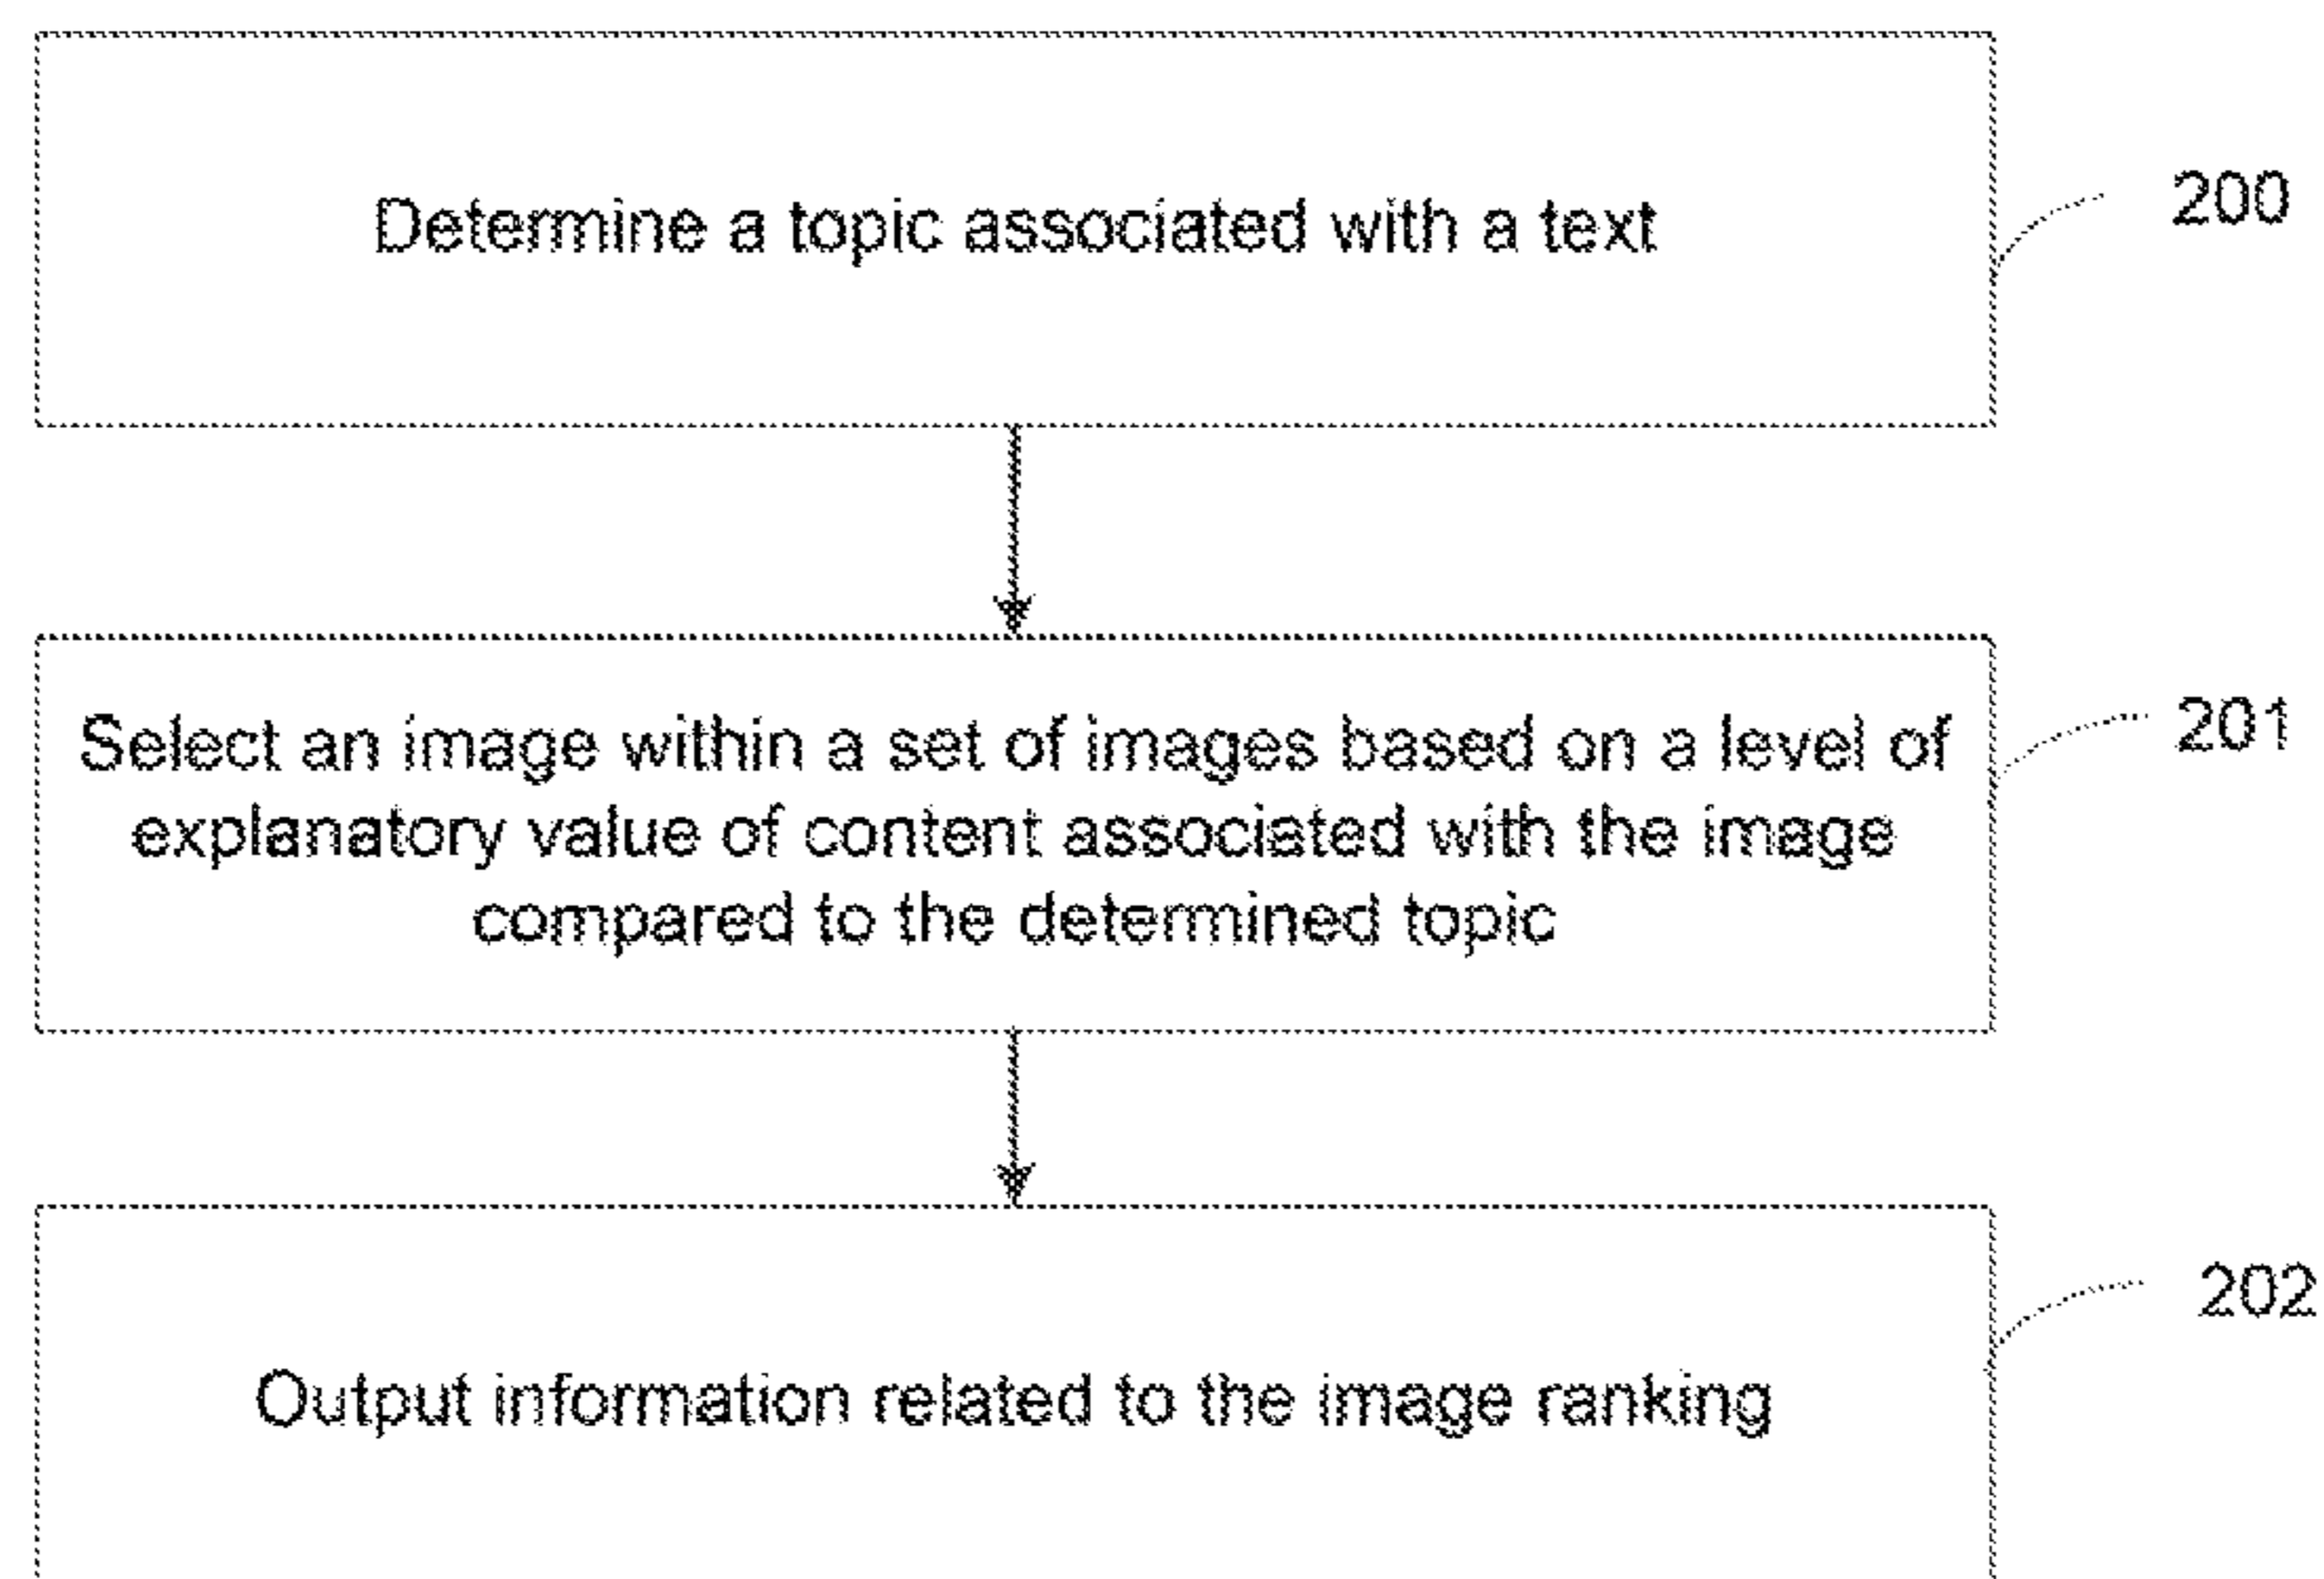 Determine a topic associated with a text
200
Select an image within a set of images based on a level of
explanatory value of content associated with the image
compared to the determined topic
201
Output information related to the image ranking
202